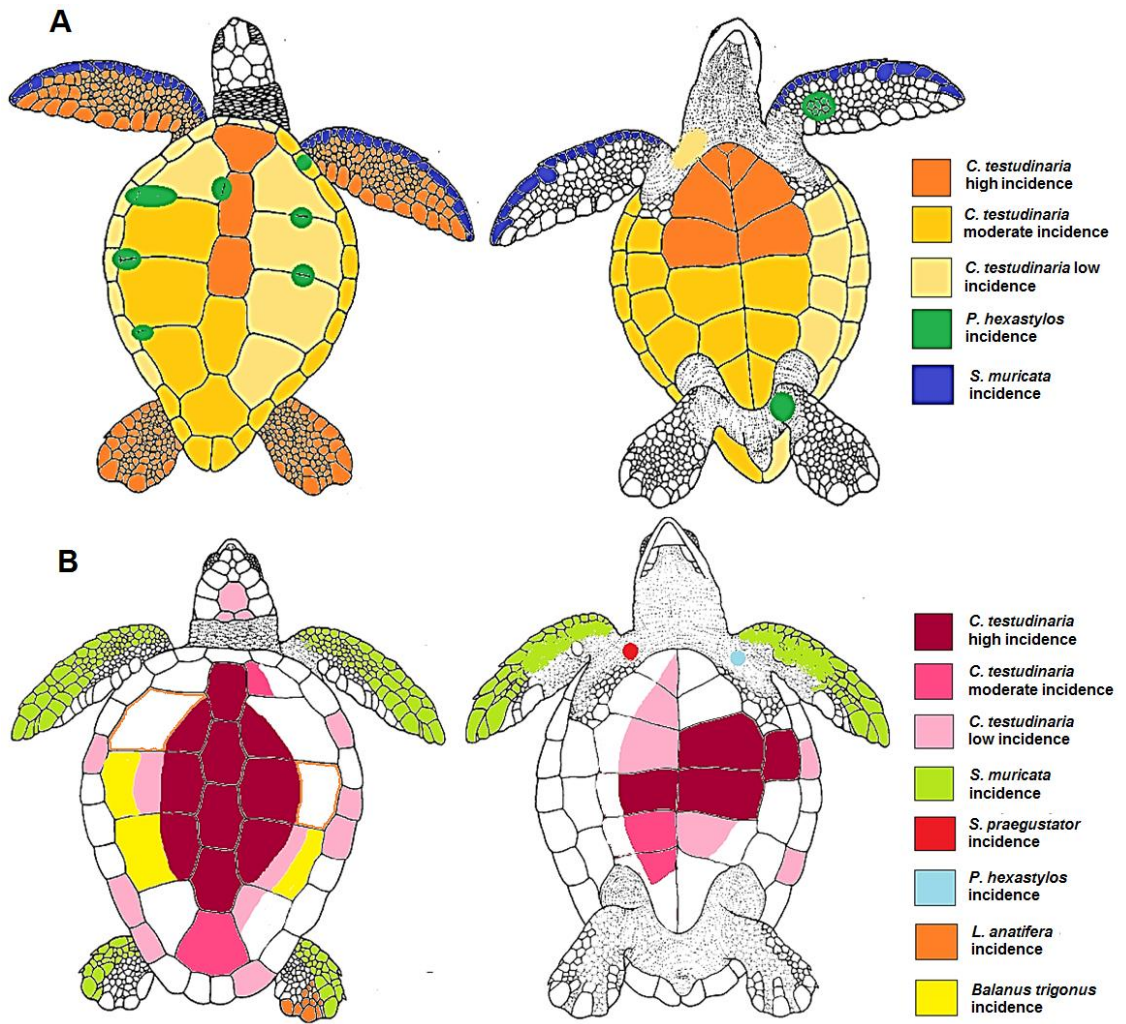 A
C. testudinaria
high incidence
C. testudinaria
moderate incidence
C. testudinaria low
incidence
P. hexastylos
incidence
S. muricata
incidence
B
C. testudinaria
high incidence
C. testudinaria
moderate incidence
C. testudinaria
low incidence
S. muricata
incidence
S. praegustator
incidence
P. hexastylos
incidence
L. anatifera
incidence
Balanus trigonus
incidence